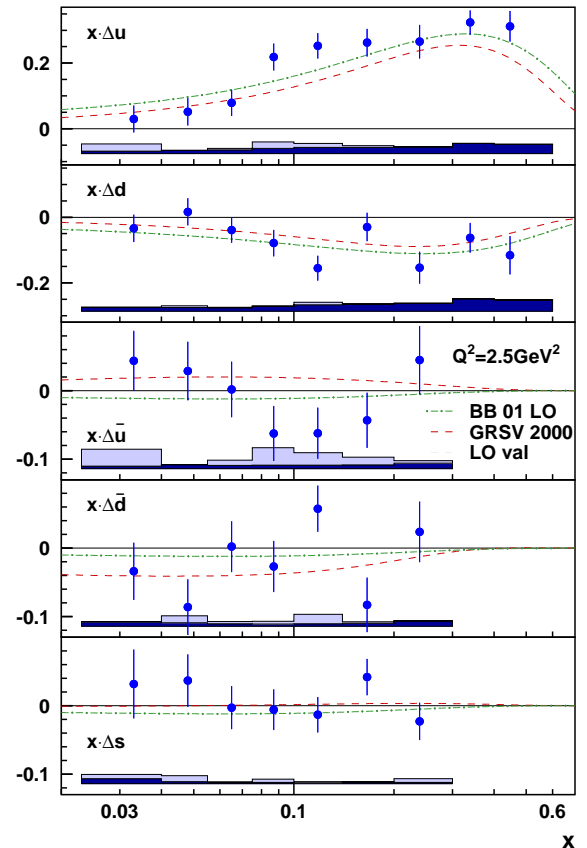 x·Δu
0.2
0
x·Δd
0
-0.2
Q²=2.5GeV²
0
BB 01 LO
GRSV 2000
LO val
x·Δū
-0.1
x·Δd̄
0
-0.1
0
x·Δs
-0.1
0.03 0.1 0.6
x